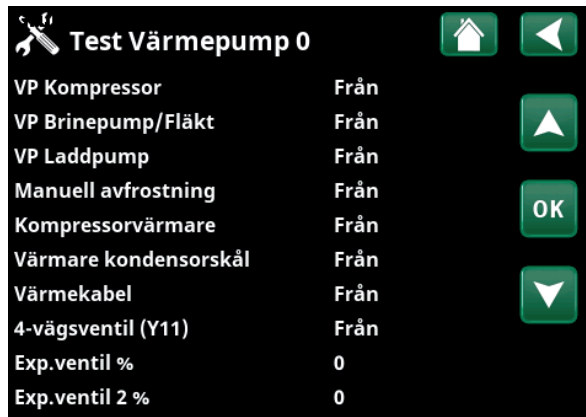 Test Värmepump 0
VP Kompressor Från
VP Brinepump/Fläkt Från
VP Laddpump Från
Manuell avfrostning Från
Kompressorvärmare Från
Värmare kondensorskål Från
Värmekabel Från
4-vägsventil (Y11) Från
Exp.ventil % 0
Exp.ventil 2 % 0
OK